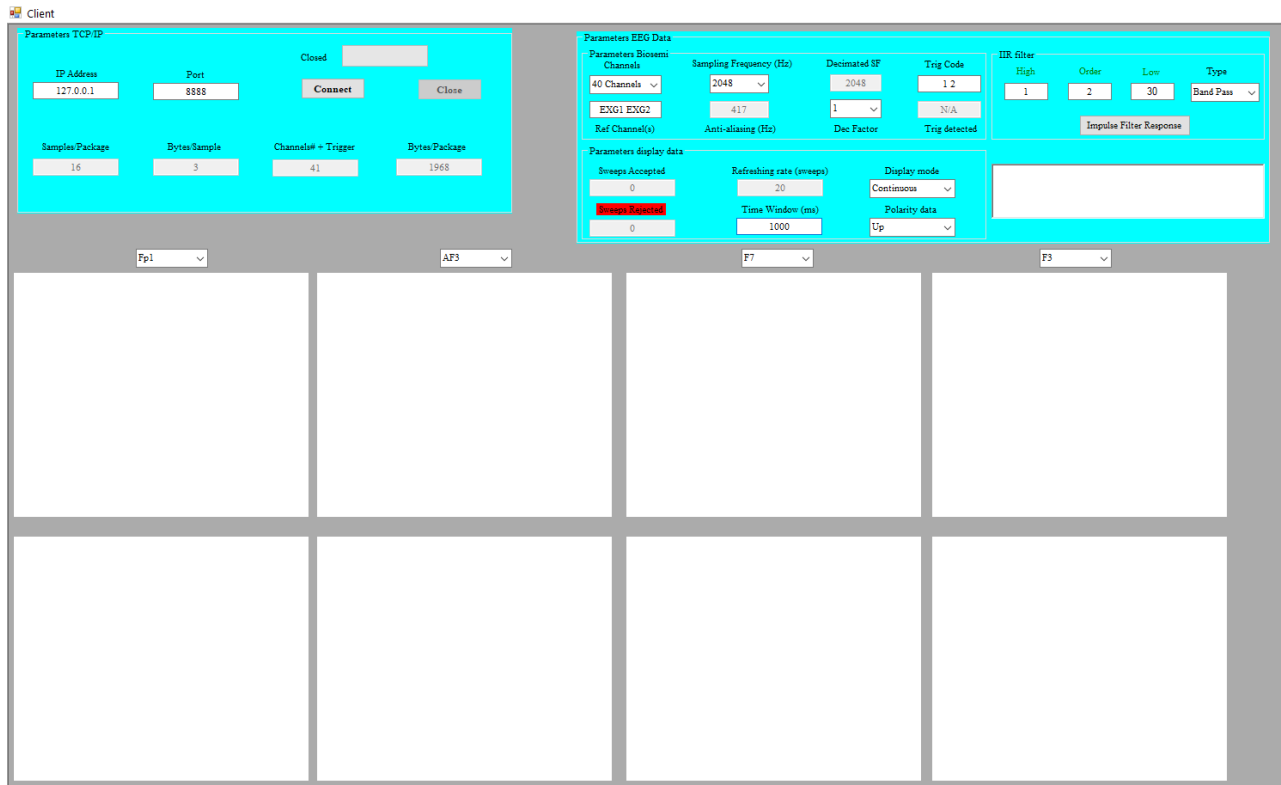 Client
Parameters TCP/IP
Closed
IP Address Port
127.0.0.1 8888 Connect Close
Samples/Package Bytes/Sample Channels# + Trigger Bytes/Package
16 3 41 1968
Parameters EEG Data
Parameters Biosemi
Channels Sampling Frequency (Hz) Decimated SF Trig Code
40 Channels 2048 2048 1 2
EXG1 EXG2 417 1 N/A
Ref Channel(s) Anti-aliasing (Hz) Dec Factor Trig detected
IIR filter
High Order Low Type
1 2 30 Band Pass
Impulse Filter Response
Parameters display data
Sweeps Accepted Refreshing rate (sweeps) Display mode
0 20 Continuous
Sweeps Rejected Time Window (ms) Polarity data
0 1000 Up
Fp1 AF3 F7 F3